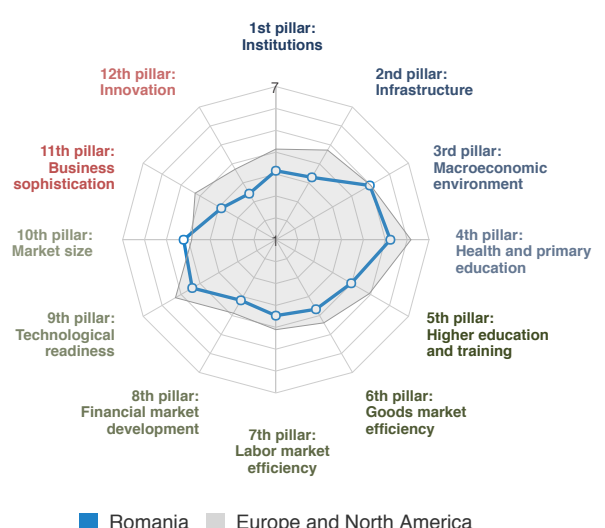 1st pillar:
Institutions
2nd pillar:
Infrastructure
3rd pillar:
Macroeconomic
environment
4th pillar:
Health and primary
education
5th pillar:
Higher education
and training
6th pillar:
Goods market
efficiency
7th pillar:
Labor market
efficiency
8th pillar:
Financial market
development
9th pillar:
Technological
readiness
10th pillar:
Market size
11th pillar:
Business
sophistication
12th pillar:
Innovation
7
1
Romania
Europe and North America